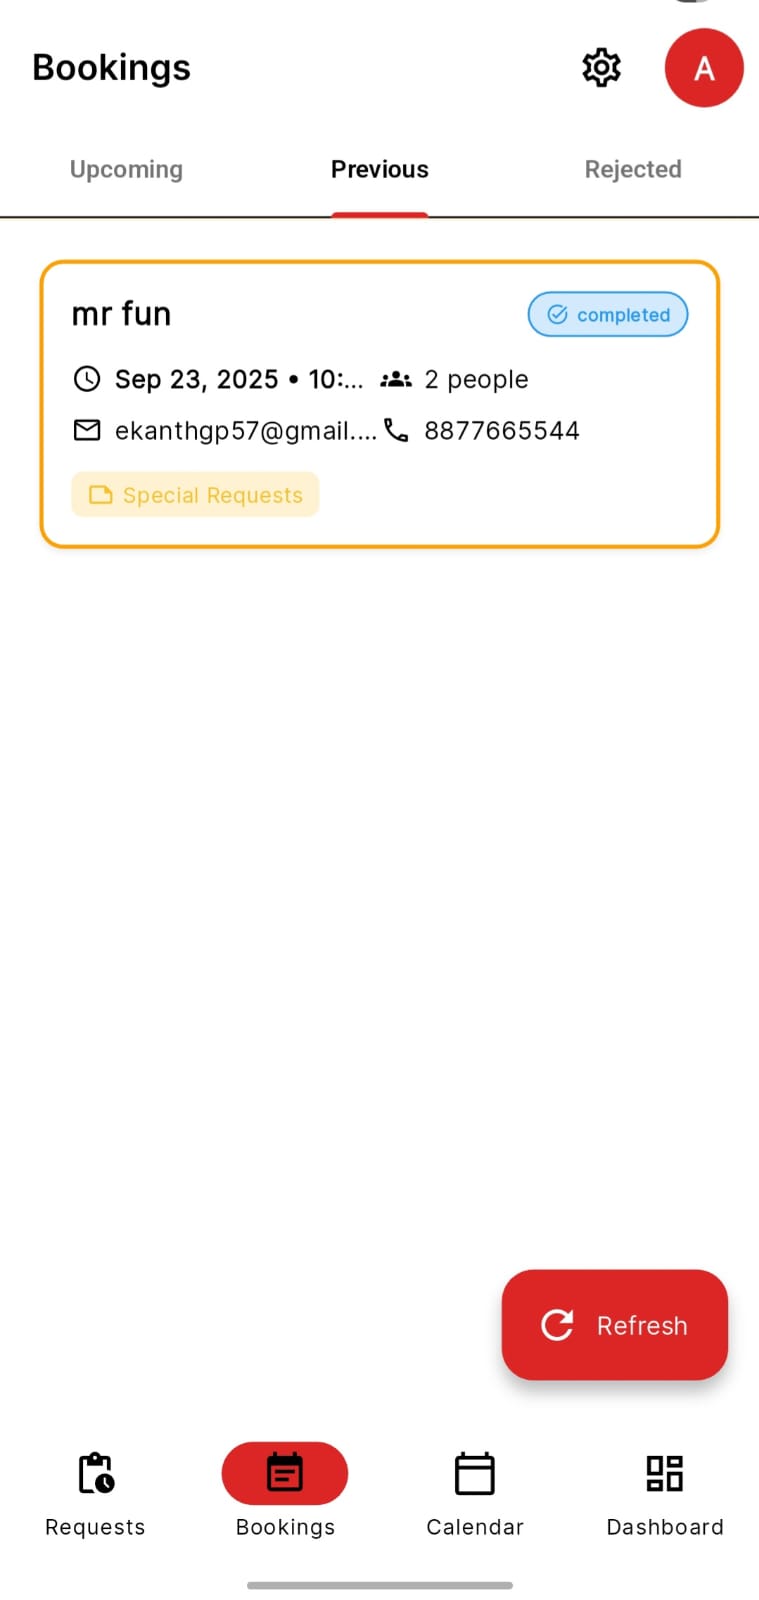 Bookings
A
Upcoming Previous Rejected
mr fun
completed
Sep 23, 2025 • 10:... 2 people
ekanthgp57@gmail.... 8877665544
Special Requests
Refresh
Requests Bookings Calendar Dashboard